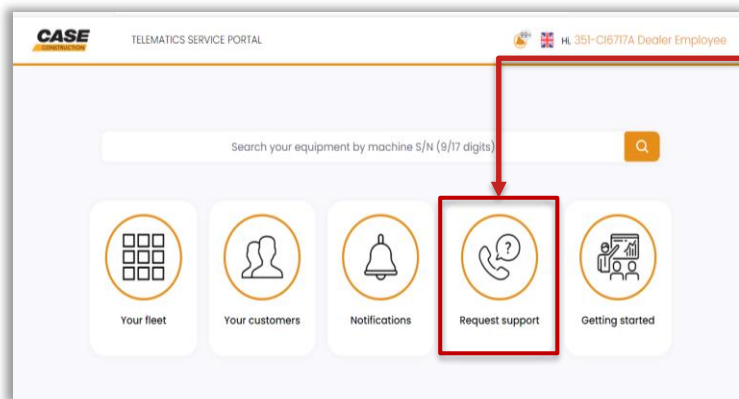 CASE
CONSTRUCTION
TELEMATICS SERVICE PORTAL
99+
Hi, 351-CI6717A Dealer Employee
Search your equipment by machine S/N (9/17 digits)
?
Your fleet
Your customers
Notifications
Request support
Getting started